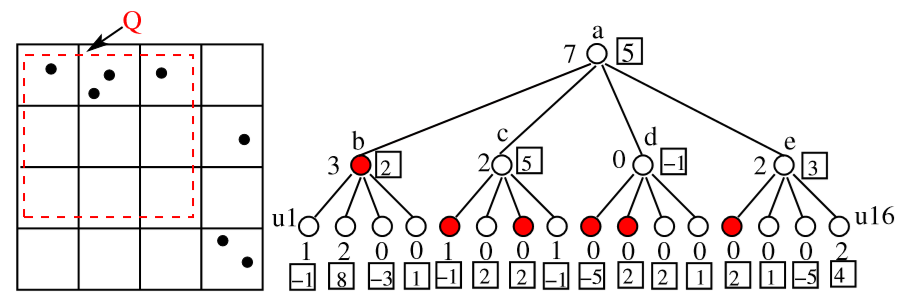 Q
a
7 5
b c d e
3 2 2 5 0 −1 2 3
u1 u16
1 2 0 0 1 0 0 1 0 0 0 0 0 0 0 2
−1 8 −3 1 −1 2 2 −1 −5 2 2 1 2 1 −5 4